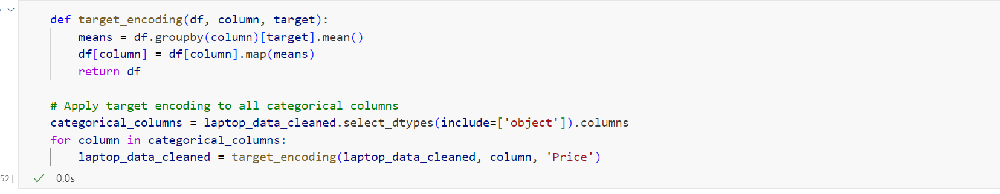 def target_encoding(df, column, target):
    means = df.groupby(column)[target].mean()
    df[column] = df[column].map(means)
    return df

# Apply target encoding to all categorical columns
categorical_columns = laptop_data_cleaned.select_dtypes(include=['object']).columns
for column in categorical_columns:
    laptop_data_cleaned = target_encoding(laptop_data_cleaned, column, 'Price')
52] ✓ 0.0s